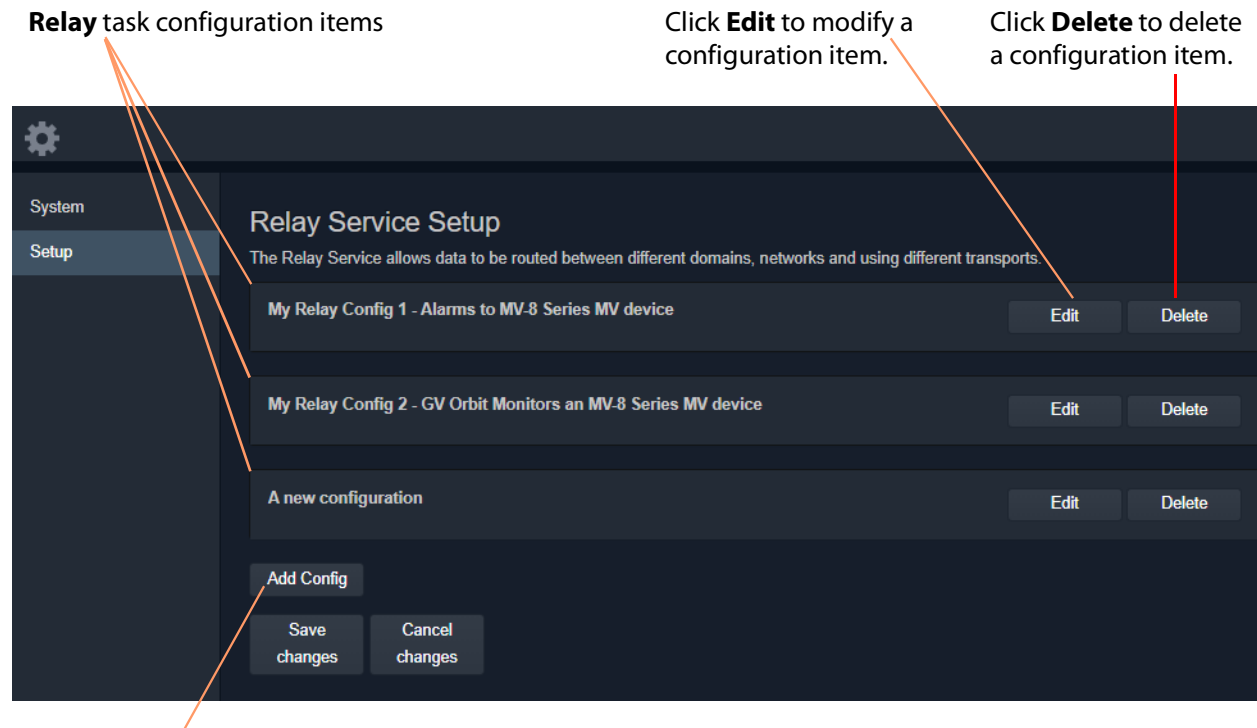 Relay task configuration items
Click Edit to modify a
configuration item.
Click Delete to delete
a configuration item.
System
Setup
Relay Service Setup
The Relay Service allows data to be routed between different domains, networks and using different transports.
My Relay Config 1 - Alarms to MV-8 Series MV device
Edit
Delete
My Relay Config 2 - GV Orbit Monitors an MV-8 Series MV device
Edit
Delete
A new configuration
Edit
Delete
Add Config
Save
changes
Cancel
changes